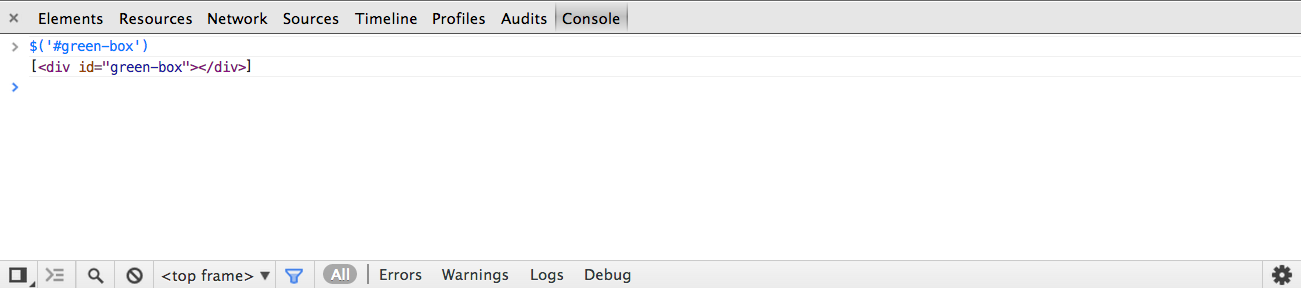 × Elements Resources Network Sources Timeline Profiles Audits Console
> $('#green-box')
[<div id="green-box"></div>]
>
<top frame> ▼ All Errors Warnings Logs Debug